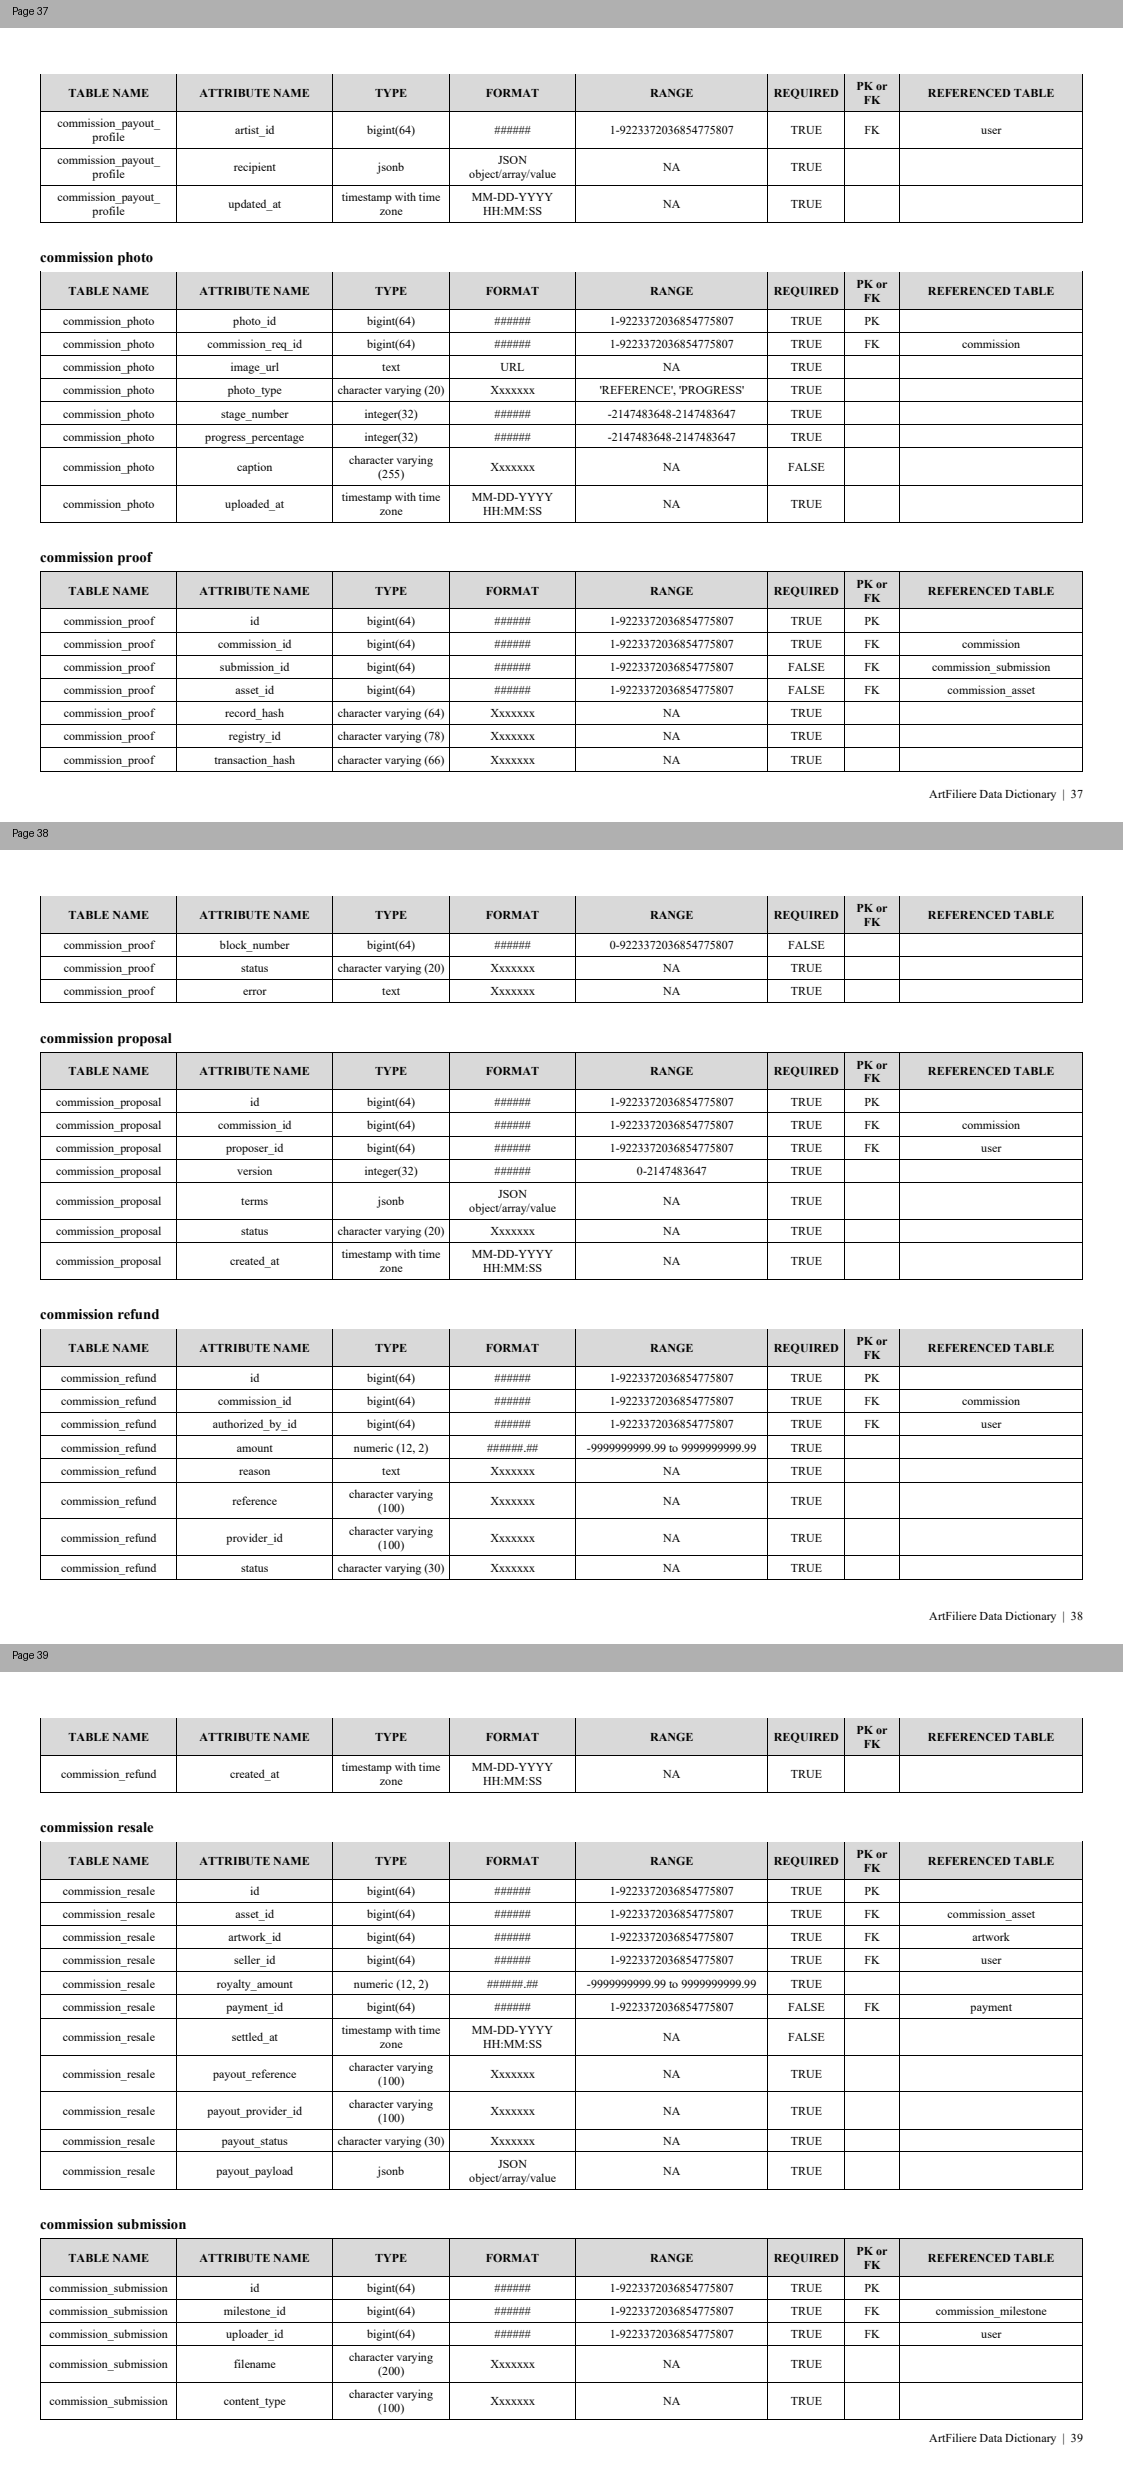 Page 37
TABLE NAME ATTRIBUTE NAME TYPE FORMAT RANGE REQUIRED PK or FK REFERENCED TABLE
commission_payout_profile artist_id bigint(64) ###### 1-9223372036854775807 TRUE FK user
commission_payout_profile recipient jsonb JSON object/array/value NA TRUE
commission_payout_profile updated_at timestamp with time zone MM-DD-YYYY HH:MM:SS NA TRUE
commission photo
TABLE NAME ATTRIBUTE NAME TYPE FORMAT RANGE REQUIRED PK or FK REFERENCED TABLE
commission_photo photo_id bigint(64) ###### 1-9223372036854775807 TRUE PK
commission_photo commission_req_id bigint(64) ###### 1-9223372036854775807 TRUE FK commission
commission_photo image_url text URL NA TRUE
commission_photo photo_type character varying (20) Xxxxxxx 'REFERENCE', 'PROGRESS' TRUE
commission_photo stage_number integer(32) ###### -2147483648-2147483647 TRUE
commission_photo progress_percentage integer(32) ###### -2147483648-2147483647 TRUE
commission_photo caption character varying (255) Xxxxxxx NA FALSE
commission_photo uploaded_at timestamp with time zone MM-DD-YYYY HH:MM:SS NA TRUE
commission proof
TABLE NAME ATTRIBUTE NAME TYPE FORMAT RANGE REQUIRED PK or FK REFERENCED TABLE
commission_proof id bigint(64) ###### 1-9223372036854775807 TRUE PK
commission_proof commission_id bigint(64) ###### 1-9223372036854775807 TRUE FK commission
commission_proof submission_id bigint(64) ###### 1-9223372036854775807 FALSE FK commission_submission
commission_proof asset_id bigint(64) ###### 1-9223372036854775807 FALSE FK commission_asset
commission_proof record_hash character varying (64) Xxxxxxx NA TRUE
commission_proof registry_id character varying (78) Xxxxxxx NA TRUE
commission_proof transaction_hash character varying (66) Xxxxxxx NA TRUE
ArtFiliere Data Dictionary | 37
Page 38
TABLE NAME ATTRIBUTE NAME TYPE FORMAT RANGE REQUIRED PK or FK REFERENCED TABLE
commission_proof block_number bigint(64) ###### 0-9223372036854775807 FALSE
commission_proof status character varying (20) Xxxxxxx NA TRUE
commission_proof error text Xxxxxxx NA TRUE
commission proposal
TABLE NAME ATTRIBUTE NAME TYPE FORMAT RANGE REQUIRED PK or FK REFERENCED TABLE
commission_proposal id bigint(64) ###### 1-9223372036854775807 TRUE PK
commission_proposal commission_id bigint(64) ###### 1-9223372036854775807 TRUE FK commission
commission_proposal proposer_id bigint(64) ###### 1-9223372036854775807 TRUE FK user
commission_proposal version integer(32) ###### 0-2147483647 TRUE
commission_proposal terms jsonb JSON object/array/value NA TRUE
commission_proposal status character varying (20) Xxxxxxx NA TRUE
commission_proposal created_at timestamp with time zone MM-DD-YYYY HH:MM:SS NA TRUE
commission refund
TABLE NAME ATTRIBUTE NAME TYPE FORMAT RANGE REQUIRED PK or FK REFERENCED TABLE
commission_refund id bigint(64) ###### 1-9223372036854775807 TRUE PK
commission_refund commission_id bigint(64) ###### 1-9223372036854775807 TRUE FK commission
commission_refund authorized_by_id bigint(64) ###### 1-9223372036854775807 TRUE FK user
commission_refund amount numeric (12, 2) ######.## -9999999999.99 to 9999999999.99 TRUE
commission_refund reason text Xxxxxxx NA TRUE
commission_refund reference character varying (100) Xxxxxxx NA TRUE
commission_refund provider_id character varying (100) Xxxxxxx NA TRUE
commission_refund status character varying (30) Xxxxxxx NA TRUE
ArtFiliere Data Dictionary | 38
Page 39
TABLE NAME ATTRIBUTE NAME TYPE FORMAT RANGE REQUIRED PK or FK REFERENCED TABLE
commission_refund created_at timestamp with time zone MM-DD-YYYY HH:MM:SS NA TRUE
commission resale
TABLE NAME ATTRIBUTE NAME TYPE FORMAT RANGE REQUIRED PK or FK REFERENCED TABLE
commission_resale id bigint(64) ###### 1-9223372036854775807 TRUE PK
commission_resale asset_id bigint(64) ###### 1-9223372036854775807 TRUE FK commission_asset
commission_resale artwork_id bigint(64) ###### 1-9223372036854775807 TRUE FK artwork
commission_resale seller_id bigint(64) ###### 1-9223372036854775807 TRUE FK user
commission_resale royalty_amount numeric (12, 2) ######.## -9999999999.99 to 9999999999.99 TRUE
commission_resale payment_id bigint(64) ###### 1-9223372036854775807 FALSE FK payment
commission_resale settled_at timestamp with time zone MM-DD-YYYY HH:MM:SS NA FALSE
commission_resale payout_reference character varying (100) Xxxxxxx NA TRUE
commission_resale payout_provider_id character varying (100) Xxxxxxx NA TRUE
commission_resale payout_status character varying (30) Xxxxxxx NA TRUE
commission_resale payout_payload jsonb JSON object/array/value NA TRUE
commission submission
TABLE NAME ATTRIBUTE NAME TYPE FORMAT RANGE REQUIRED PK or FK REFERENCED TABLE
commission_submission id bigint(64) ###### 1-9223372036854775807 TRUE PK
commission_submission milestone_id bigint(64) ###### 1-9223372036854775807 TRUE FK commission_milestone
commission_submission uploader_id bigint(64) ###### 1-9223372036854775807 TRUE FK user
commission_submission filename character varying (200) Xxxxxxx NA TRUE
commission_submission content_type character varying (100) Xxxxxxx NA TRUE
ArtFiliere Data Dictionary | 39